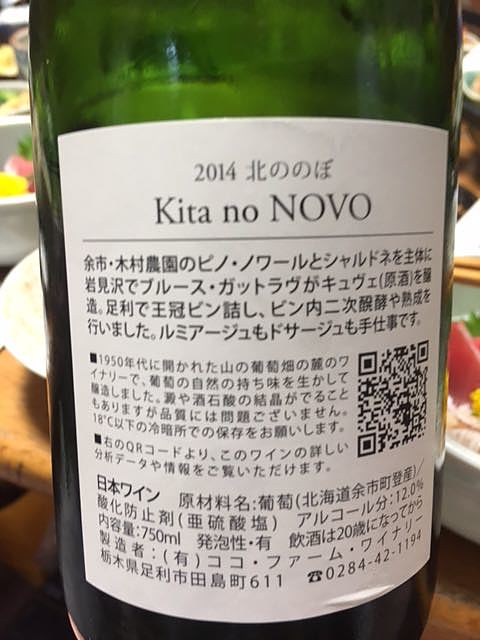 2014 北ののぼ
Kita no NOVO
余市・木村農園のピノ・ノワールとシャルドネを主体に
岩見沢でブルース・ガットラヴがキュヴェ(原酒)を醸
造。足利で王冠ビン詰し、ビン内二次醗酵や熟成を
行いました。ルミアージュもドサージュも手仕事です。
■1950年代に開かれた山の葡萄畑の麓のワ
イナリーで、葡萄の自然の持ち味を生かして
醸造しました。澱や酒石酸の結晶がでること
もありますが品質には問題ございません。
18℃以下の冷暗所での保存をお願いします。
■右のQRコードより、このワインの詳しい
分析データや情報をご覧いただけます。
日本ワイン 原材料名:葡萄(北海道余市町登産)/
酸化防止剤(亜硫酸塩) アルコール分:12.0%
内容量:750ml 発泡性・有 飲酒は20歳になってから
製造者:(有)ココ・ファーム・ワイナリー
栃木県足利市田島町611 ☎0284-42-1194